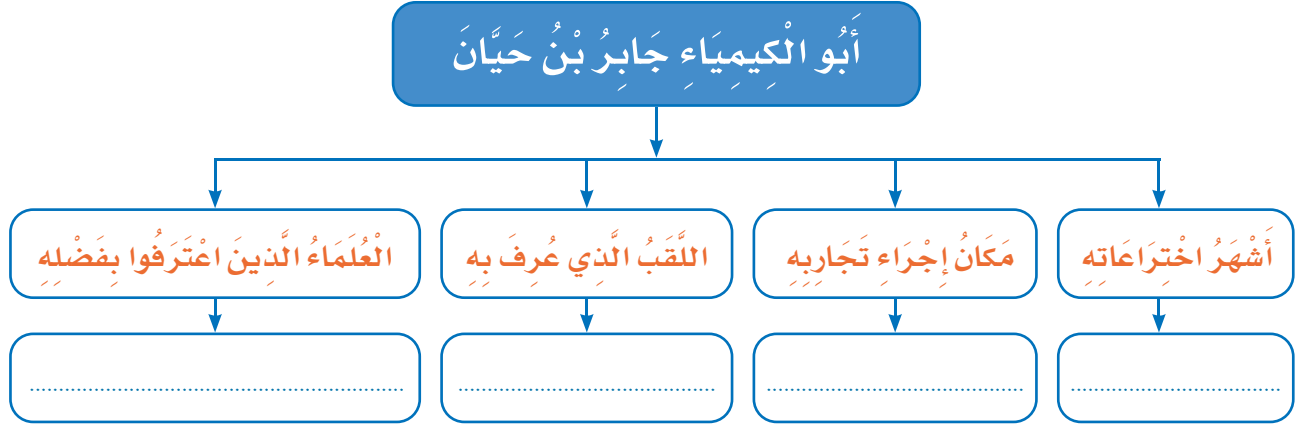 أَبُو الْكِيمِيَاءِ جَابِرُ بْنُ حَيَّانَ
أَشْهَرُ اخْتِرَاعَاتِهِ
مَكَانُ إِجْرَاءِ تَجَارِبِهِ
اللَّقَبُ الَّذِي عُرِفَ بِهِ
الْعُلَمَاءُ الَّذِينَ اعْتَرَفُوا بِفَضْلِهِ